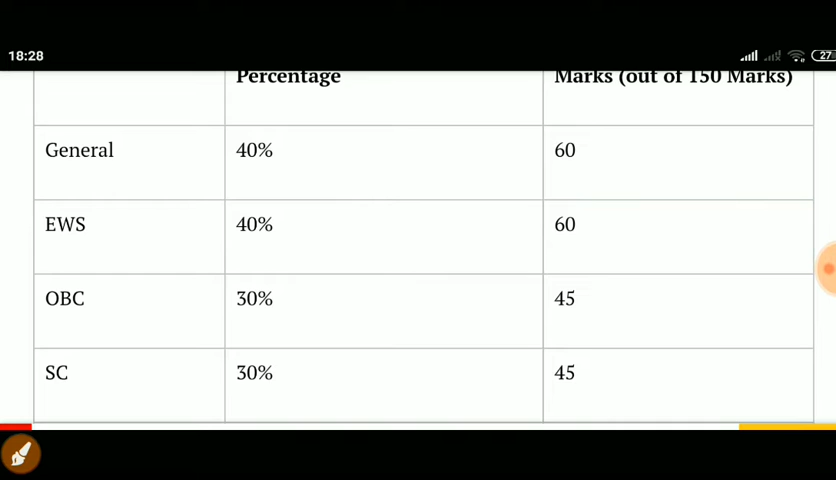 18:28
27
Percentage Marks (out of 150 Marks)
General 40% 60
EWS 40% 60
OBC 30% 45
SC 30% 45